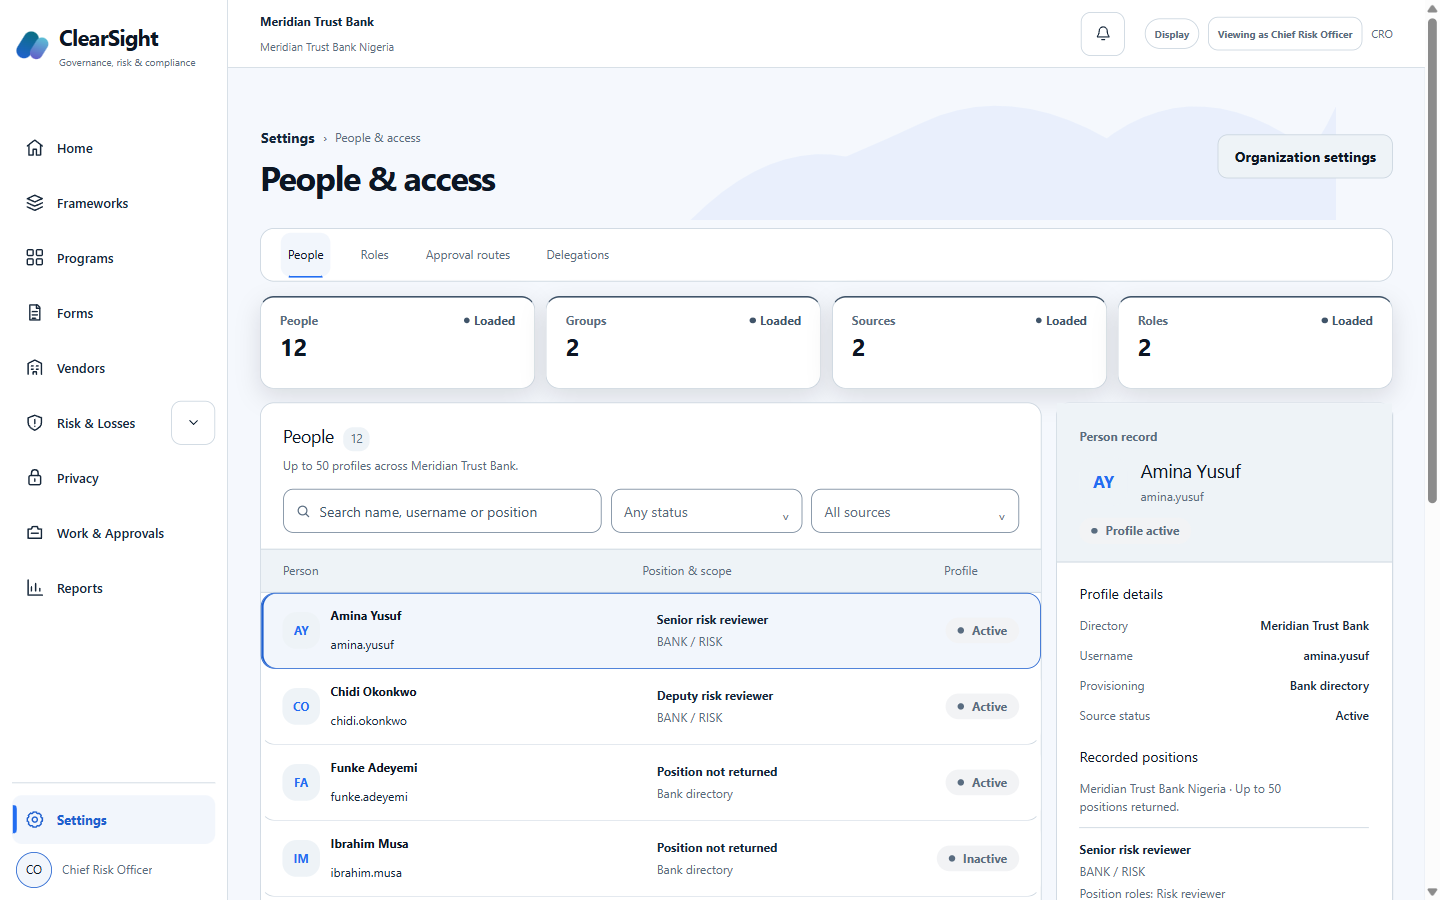 ClearSight
Governance, risk & compliance
Home
Frameworks
Programs
Forms
Vendors
Risk & Losses
Privacy
Work & Approvals
Reports
Settings
CO
Chief Risk Officer
Meridian Trust Bank
Meridian Trust Bank Nigeria
Display
Viewing as Chief Risk Officer
CRO
Settings › People & access
People & access
Organization settings
People
Roles
Approval routes
Delegations
People
Loaded
12
Groups
Loaded
2
Sources
Loaded
2
Roles
Loaded
2
People 12
Up to 50 profiles across Meridian Trust Bank.
Search name, username or position
Any status
All sources
Person
Position & scope
Profile
AY
Amina Yusuf
amina.yusuf
Senior risk reviewer
BANK / RISK
Active
CO
Chidi Okonkwo
chidi.okonkwo
Deputy risk reviewer
BANK / RISK
Active
FA
Funke Adeyemi
funke.adeyemi
Position not returned
Bank directory
Active
IM
Ibrahim Musa
ibrahim.musa
Position not returned
Bank directory
Inactive
Person record
AY
Amina Yusuf
amina.yusuf
Profile active
Profile details
Directory
Meridian Trust Bank
Username
amina.yusuf
Provisioning
Bank directory
Source status
Active
Recorded positions
Meridian Trust Bank Nigeria · Up to 50
positions returned.
Senior risk reviewer
BANK / RISK
Position roles: Risk reviewer